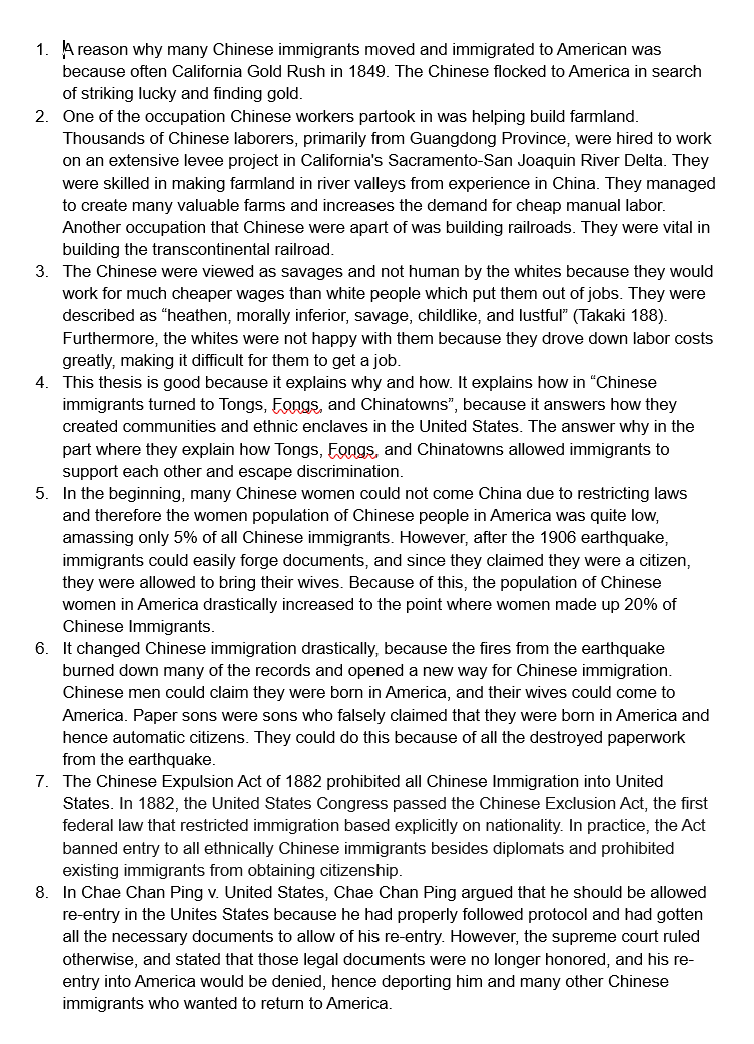 1. A reason why many Chinese immigrants moved and immigrated to American was
because often California Gold Rush in 1849. The Chinese flocked to America in search
of striking lucky and finding gold.
2. One of the occupation Chinese workers partook in was helping build farmland.
Thousands of Chinese laborers, primarily from Guangdong Province, were hired to work
on an extensive levee project in California's Sacramento-San Joaquin River Delta. They
were skilled in making farmland in river valleys from experience in China. They managed
to create many valuable farms and increases the demand for cheap manual labor.
Another occupation that Chinese were apart of was building railroads. They were vital in
building the transcontinental railroad.
3. The Chinese were viewed as savages and not human by the whites because they would
work for much cheaper wages than white people which put them out of jobs. They were
described as “heathen, morally inferior, savage, childlike, and lustful” (Takaki 188).
Furthermore, the whites were not happy with them because they drove down labor costs
greatly, making it difficult for them to get a job.
4. This thesis is good because it explains why and how. It explains how in “Chinese
immigrants turned to Tongs, Fongs, and Chinatowns”, because it answers how they
created communities and ethnic enclaves in the United States. The answer why in the
part where they explain how Tongs, Fongs, and Chinatowns allowed immigrants to
support each other and escape discrimination.
5. In the beginning, many Chinese women could not come China due to restricting laws
and therefore the women population of Chinese people in America was quite low,
amassing only 5% of all Chinese immigrants. However, after the 1906 earthquake,
immigrants could easily forge documents, and since they claimed they were a citizen,
they were allowed to bring their wives. Because of this, the population of Chinese
women in America drastically increased to the point where women made up 20% of
Chinese Immigrants.
6. It changed Chinese immigration drastically, because the fires from the earthquake
burned down many of the records and opened a new way for Chinese immigration.
Chinese men could claim they were born in America, and their wives could come to
America. Paper sons were sons who falsely claimed that they were born in America and
hence automatic citizens. They could do this because of all the destroyed paperwork
from the earthquake.
7. The Chinese Expulsion Act of 1882 prohibited all Chinese Immigration into United
States. In 1882, the United States Congress passed the Chinese Exclusion Act, the first
federal law that restricted immigration based explicitly on nationality. In practice, the Act
banned entry to all ethnically Chinese immigrants besides diplomats and prohibited
existing immigrants from obtaining citizenship.
8. In Chae Chan Ping v. United States, Chae Chan Ping argued that he should be allowed
re-entry in the Unites States because he had properly followed protocol and had gotten
all the necessary documents to allow of his re-entry. However, the supreme court ruled
otherwise, and stated that those legal documents were no longer honored, and his re-
entry into America would be denied, hence deporting him and many other Chinese
immigrants who wanted to return to America.